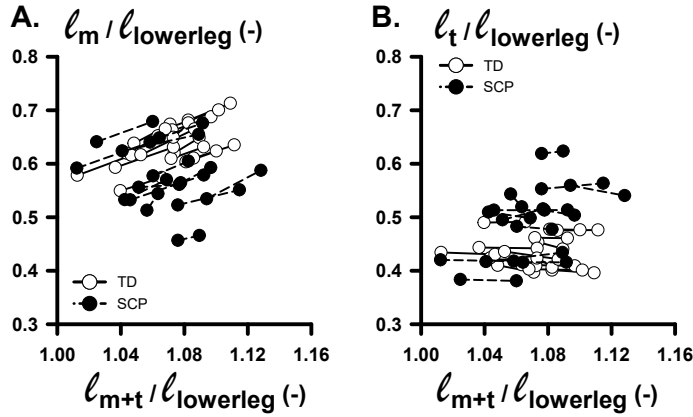 A.
ℓm / ℓlowerleg (-)
0.8
0.7
0.6
0.5
0.4
0.3
TD
SCP
1.00 1.04 1.08 1.12 1.16
ℓm+t / ℓlowerleg (-)
B.
ℓt / ℓlowerleg (-)
TD
SCP
0.8
0.7
0.6
0.5
0.4
0.3
1.00 1.04 1.08 1.12 1.16
ℓm+t / ℓlowerleg (-)